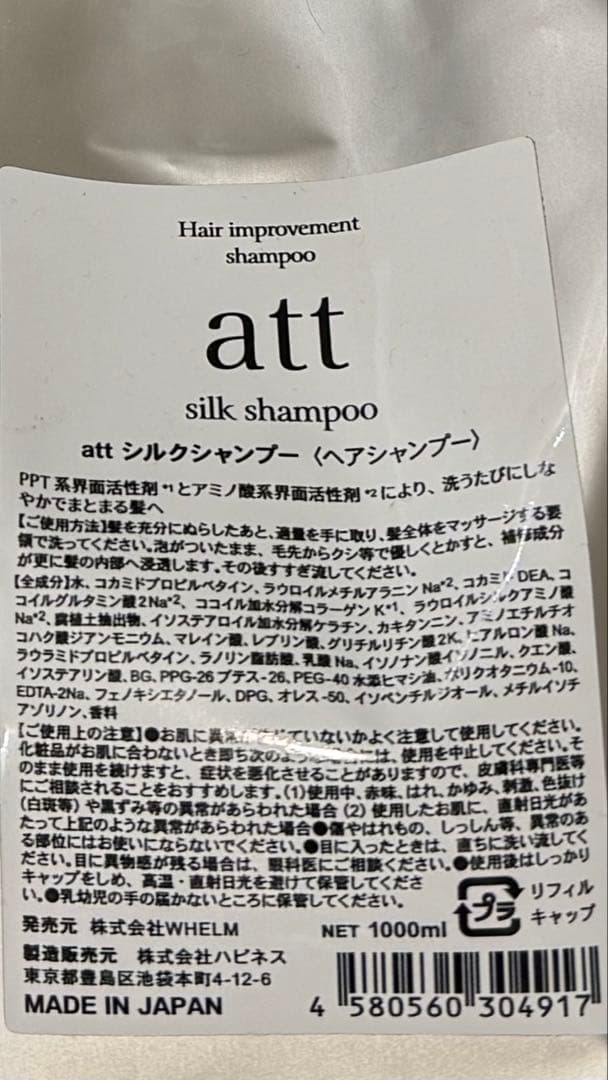 Hair improvement
shampoo
att
silk shampoo
att シルクシャンプー〈ヘアシャンプー〉
PPT系界面活性剤*1とアミノ酸系界面活性剤*2により、洗うたびにしな
やかでまとまる髪へ
【ご使用方法】髪を充分にぬらしたあと、適量を手に取り、髪全体をマッサージする要
領で洗ってください。泡がついたまま、毛先からクシ等で優しくとかすと、補修成分
が更に髪の内部へ浸透します。その後すすぎ流してください。
【全成分】水、コカミドプロピルベタイン、ラウロイルメチルアラニンNa*2、コカミドDEA、コ
コイルグルタミン酸2Na*2、ココイル加水分解コラーゲンK*1、ラウロイルシルクアミノ酸
Na*2、腐植土抽出物、イソステアロイル加水分解ケラチン、カキタンニン、アミノエチルチオ
コハク酸ジアンモニウム、マレイン酸、レブリン酸、グリチルリチン酸2K、ヒアルロン酸Na、
ラウラミドプロピルベタイン、ラノリン脂肪酸、乳酸Na、イソノナン酸イソノニル、クエン酸、
イソステアリン酸、BG、PPG-26ブテス-26、PEG-40水添ヒマシ油、ポリクオタニウム-10、
EDTA-2Na、フェノキシエタノール、DPG、オレス-50、イソペンチルジオール、メチルイソチ
アゾリノン、香料
【ご使用上の注意】●お肌に異常が生じていないかよく注意して使用してください。
化粧品がお肌に合わないとき即ち次のような場合には、使用を中止してください。そ
のまま使用を続けますと、症状を悪化させることがありますので、皮膚科専門医等
にご相談されることをおすすめします。(1)使用中、赤味、はれ、かゆみ、刺激、色抜け
(白斑等)や黒ずみ等の異常があらわれた場合(2)使用したお肌に、直射日光があ
たって上記のような異常があらわれた場合●傷やはれもの、しっしん等、異常のあ
る部位にはお使いにならないでください。●目に入ったときは、直ちに洗い流してく
ださい。目に異物感が残る場合は、眼科医にご相談ください。●使用後はしっかり
キャップをしめ、高温・直射日光を避けて保管してくださ
い。●乳幼児の手の届かないところに保管してください。
プラ
リフィル
キャップ
発売元 株式会社WHELM
NET 1000ml
製造販売元 株式会社ハピネス
東京都豊島区池袋本町4-12-6
MADE IN JAPAN
4 580560 304917